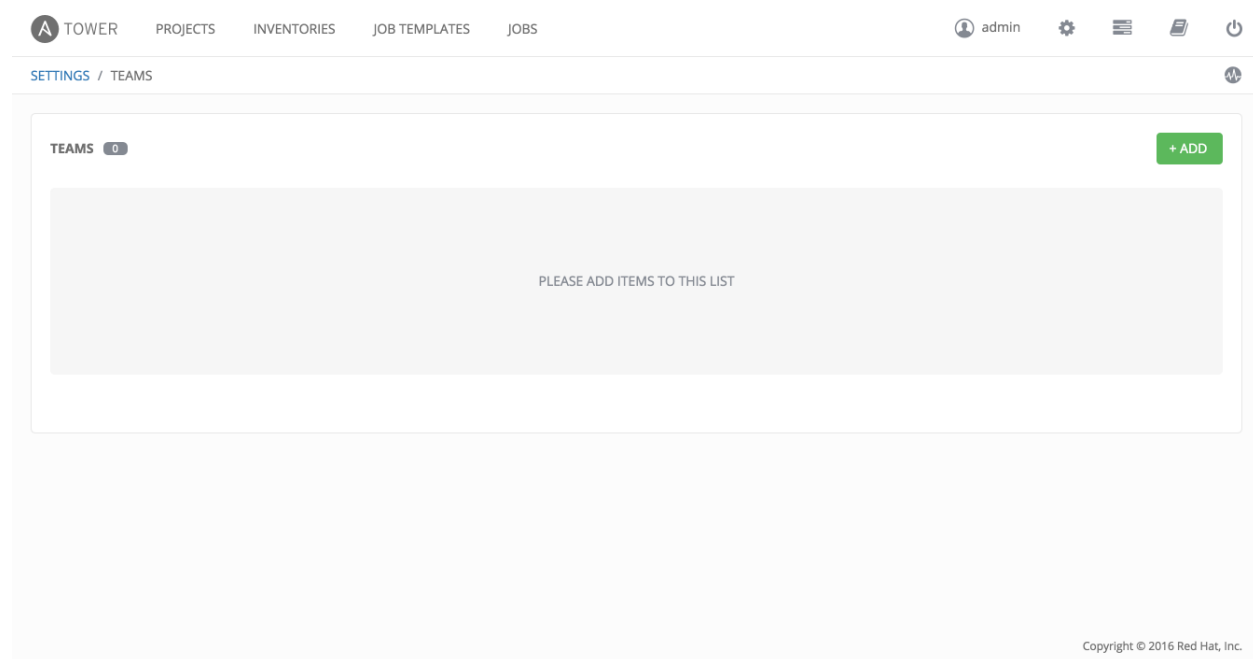 A TOWER PROJECTS INVENTORIES JOB TEMPLATES JOBS admin
SETTINGS / TEAMS
TEAMS 0 + ADD
PLEASE ADD ITEMS TO THIS LIST
Copyright © 2016 Red Hat, Inc.